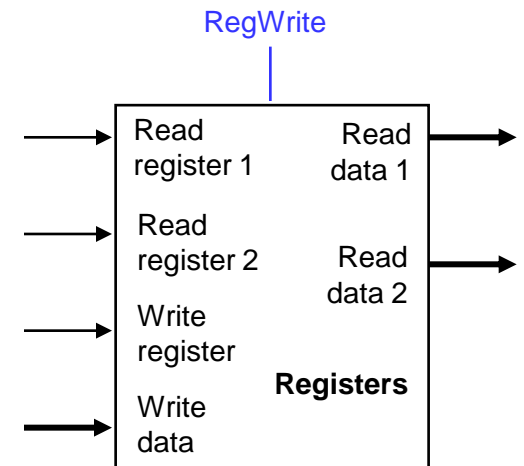 RegWrite
Read
register 1
Read
data 1
Read
register 2
Read
data 2
Write
register
Registers
Write
data